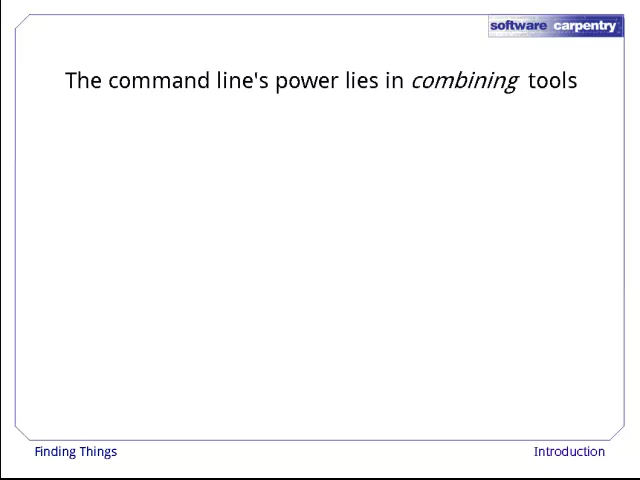 software carpentry
The command line's power lies in combining tools
Finding Things
Introduction